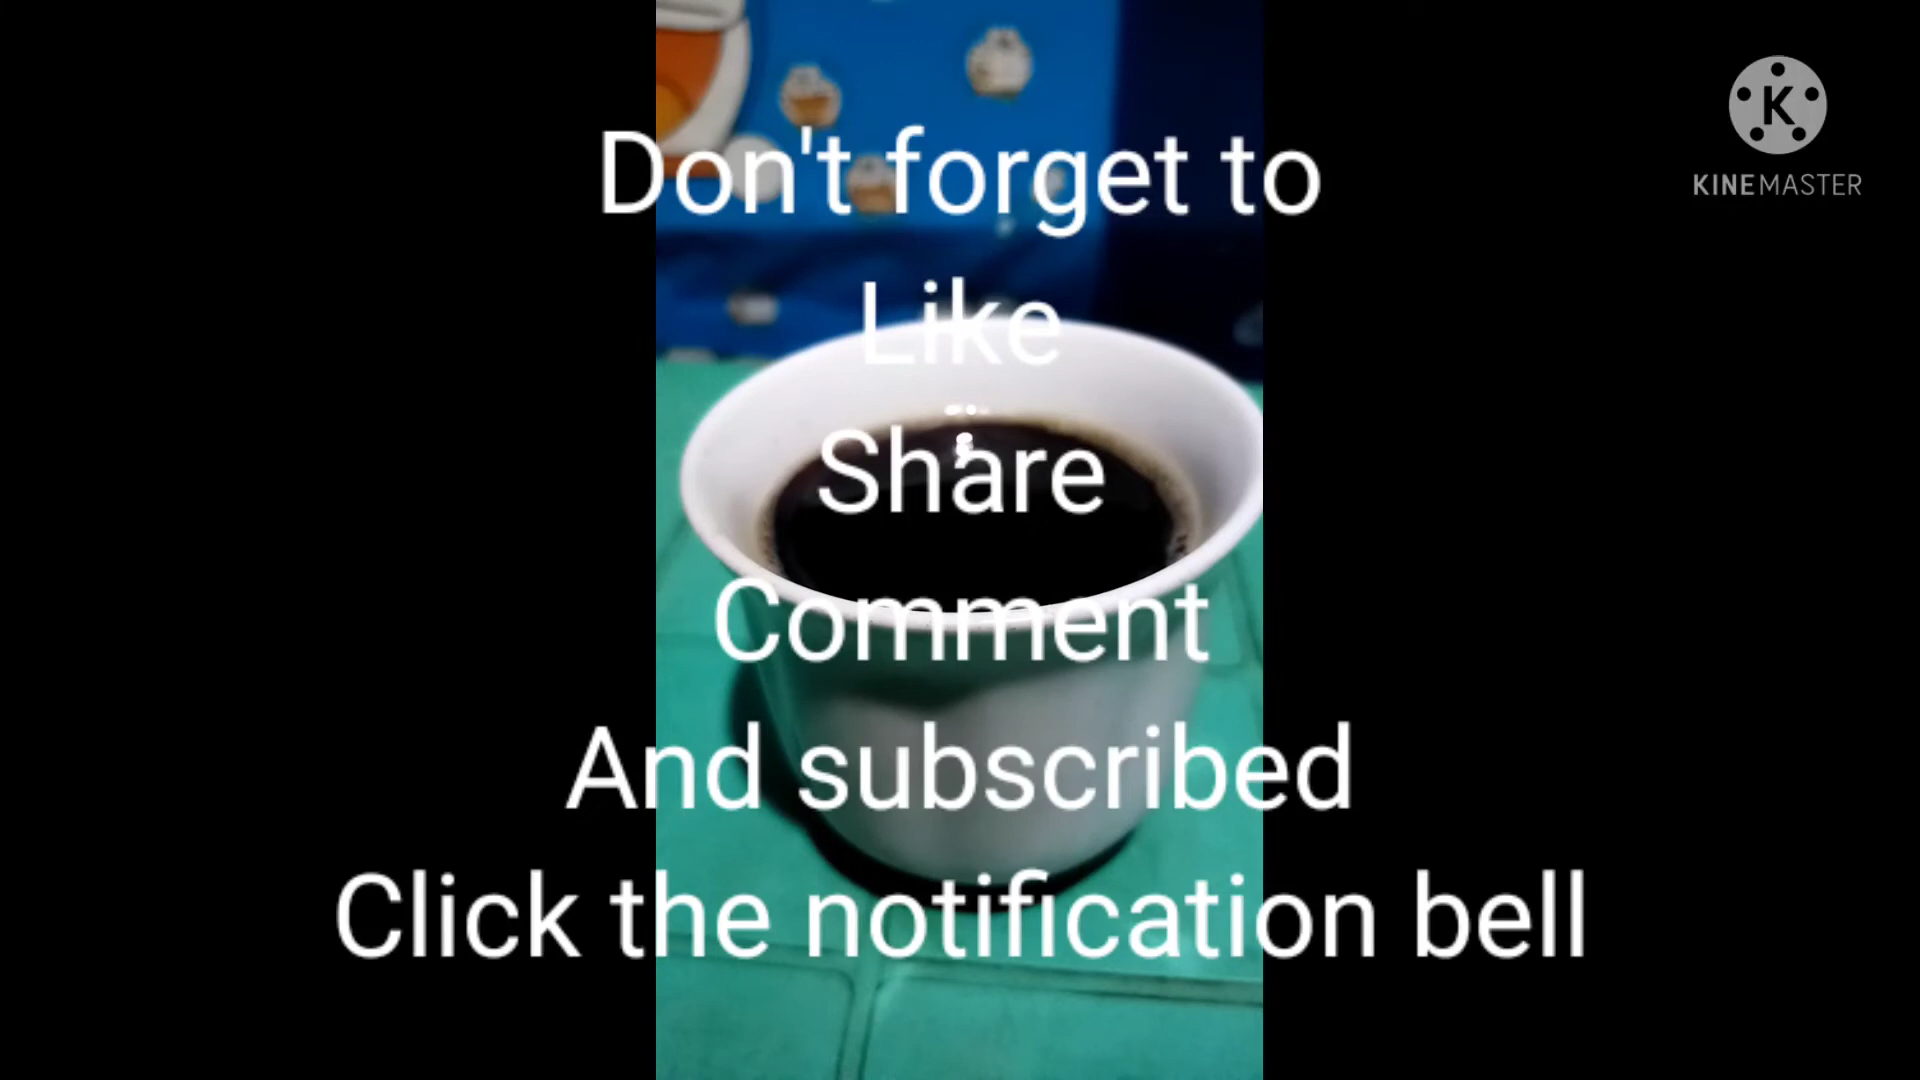 Don't forget to
Like
Share
Comment
And subscribed
Click the notification bell
K
KINEMASTER